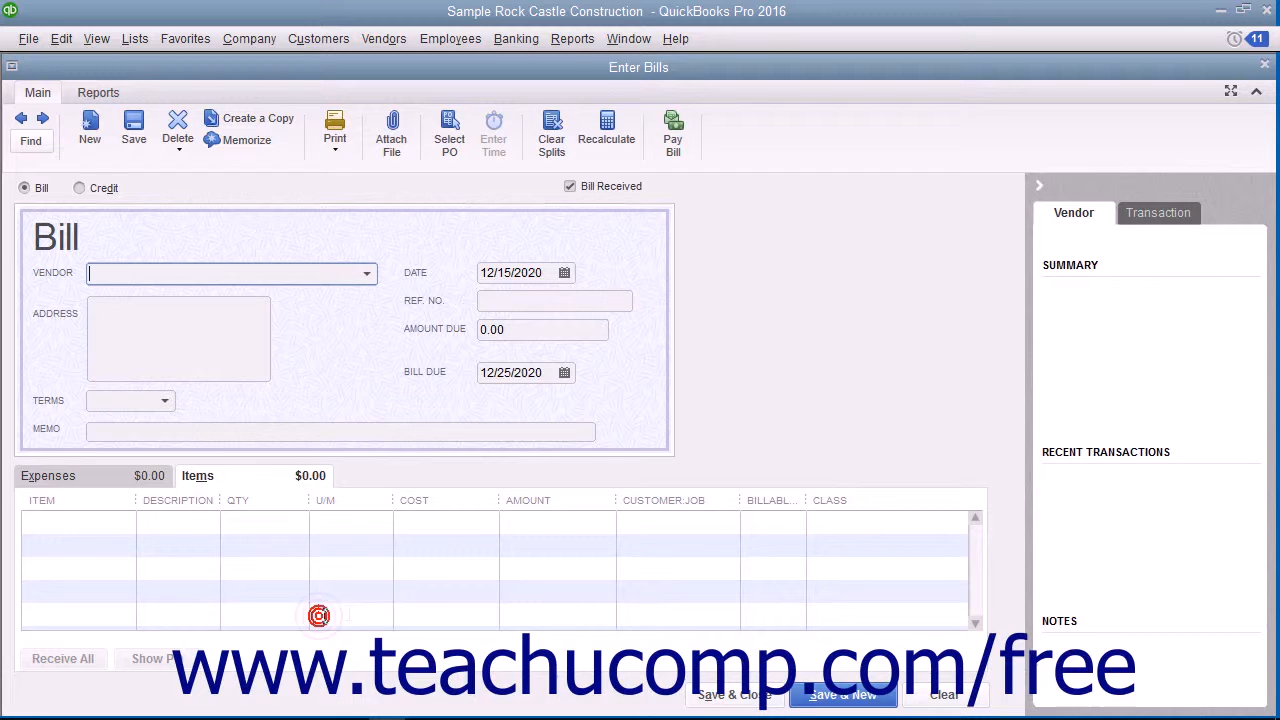 Sample Rock Castle Construction - QuickBooks Pro 2016
File Edit View Lists Favorites Company Customers Vendors Employees Banking Reports Window Help 11
Enter Bills
Main Reports
Find New Save Delete Create a Copy Memorize Print Attach File Select PO Enter Time Clear Splits Recalculate Pay Bill
Bill Credit Bill Received
Bill
VENDOR
DATE 12/15/2020
REF. NO.
ADDRESS
AMOUNT DUE 0.00
BILL DUE 12/25/2020
TERMS
MEMO
Expenses $0.00 Items $0.00
ITEM DESCRIPTION QTY U/M COST AMOUNT CUSTOMER:JOB BILLABL... CLASS
Receive All Show
Save & Close Save & New Clear
Vendor Transaction
SUMMARY
RECENT TRANSACTIONS
NOTES
www.teachucomp.com/free